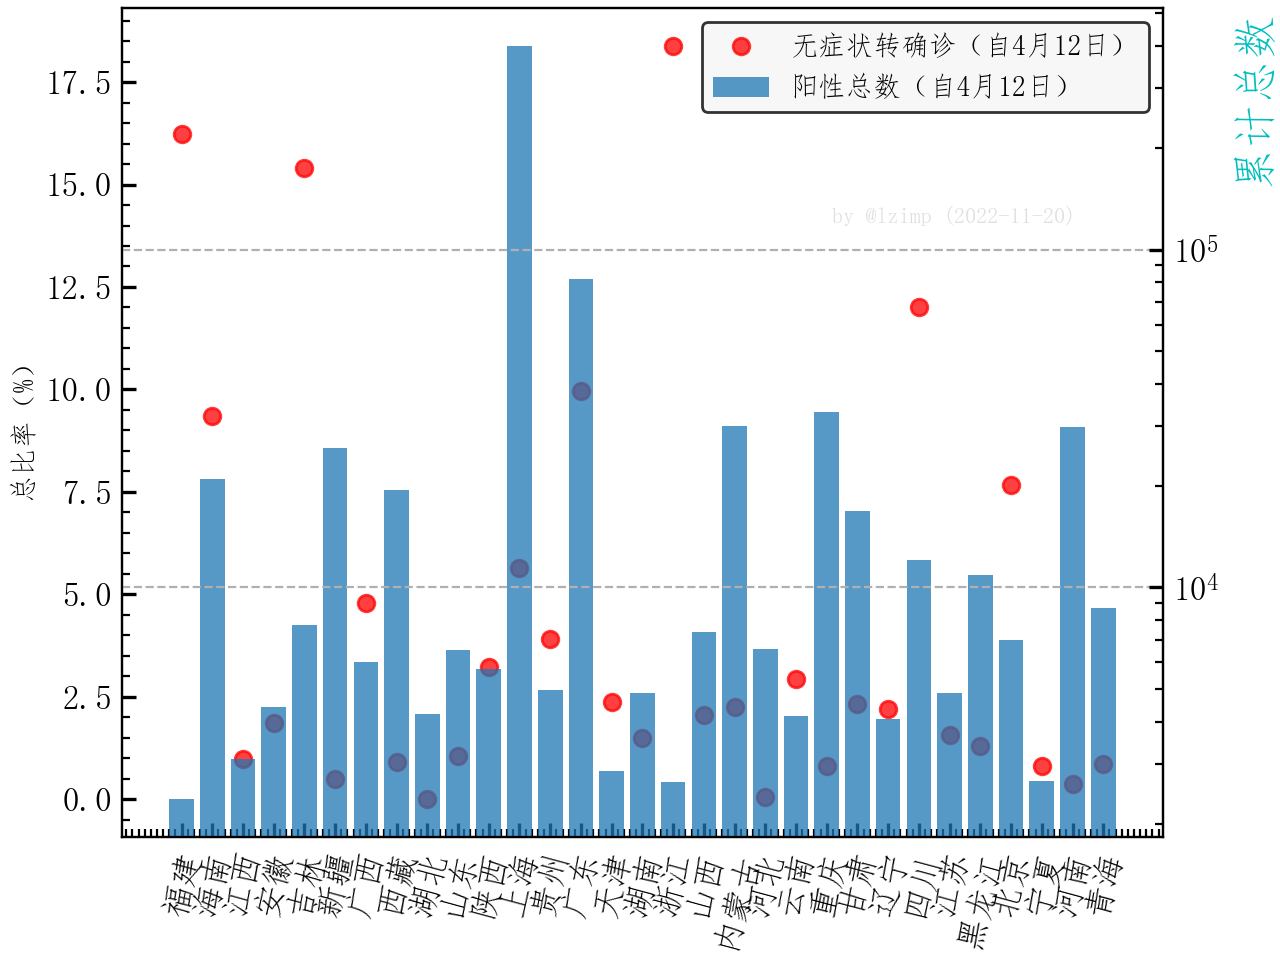 无症状转确诊（自4月12日）
阳性总数（自4月12日）
累计总数
总比率 (%)
by @lzimp (2022-11-20)
17.5
15.0
12.5
10.0
7.5
5.0
2.5
0.0
10⁵
10⁴
福建
海南
江西
安徽
吉林
新疆
广西
西藏
湖北
山东
陕西
上海
贵州
广东
天津
湖南
浙江
山西
内蒙古
河北
云南
重庆
甘肃
辽宁
四川
江苏
黑龙江
北京
宁夏
河南
青海